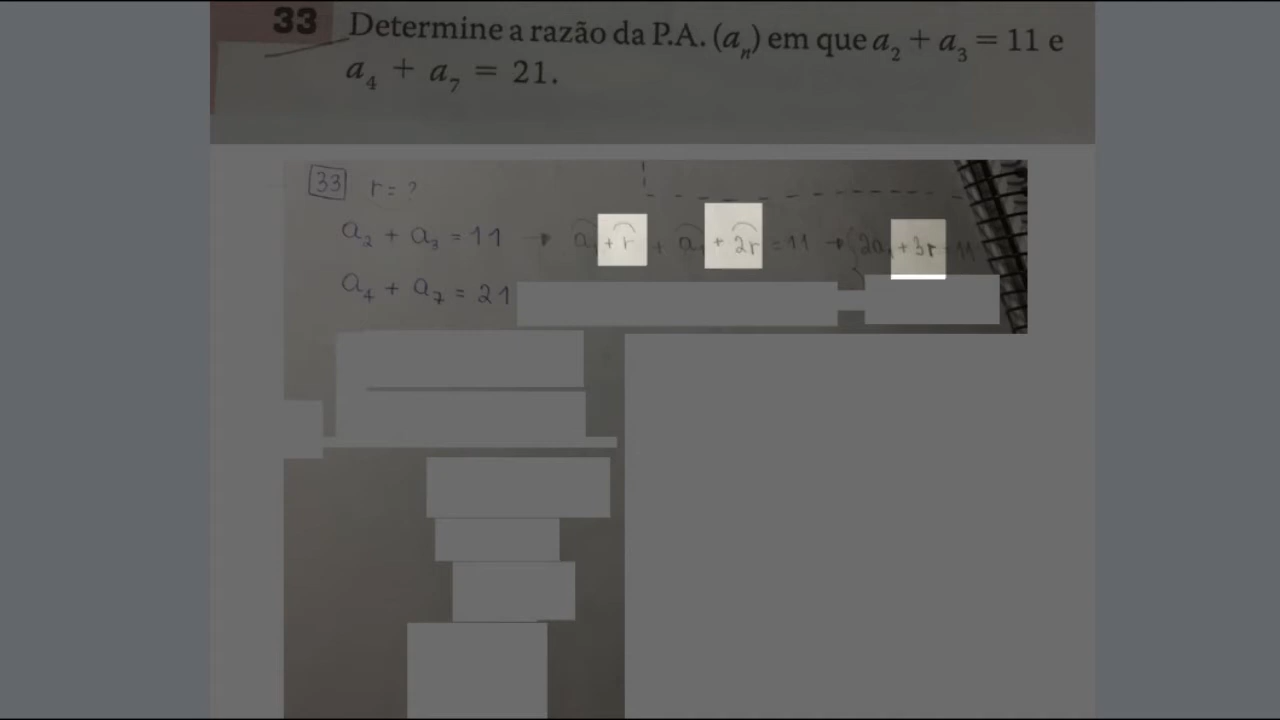 33 Determine a razão da P.A. (aₙ) em que a₂ + a₃ = 11 e
a₄ + a₇ = 21.
33 r = ?
a₂ + a₃ = 11 → a₁ + r + a₁ + 2r = 11 → { 2a₁ + 3r = 11
a₄ + a₇ = 21